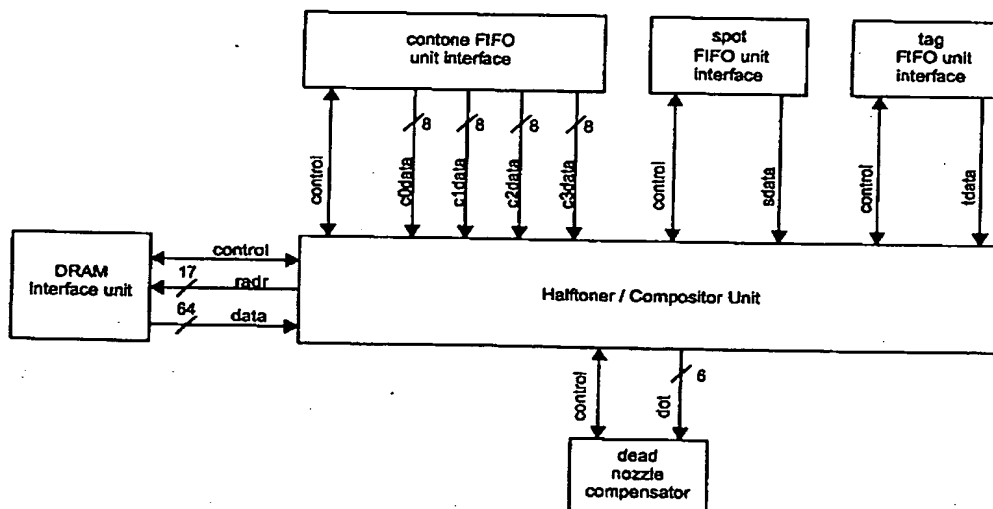 contone FIFO
unit interface
spot
FIFO unit
interface
tag
FIFO unit
interface
control
8
c0data
8
c1data
8
c2data
8
c3data
control
sdata
control
tdata
DRAM
Interface unit
control
17
radr
64
data
Halftoner / Compositor Unit
control
6
dot
dead
nozzle
compensator